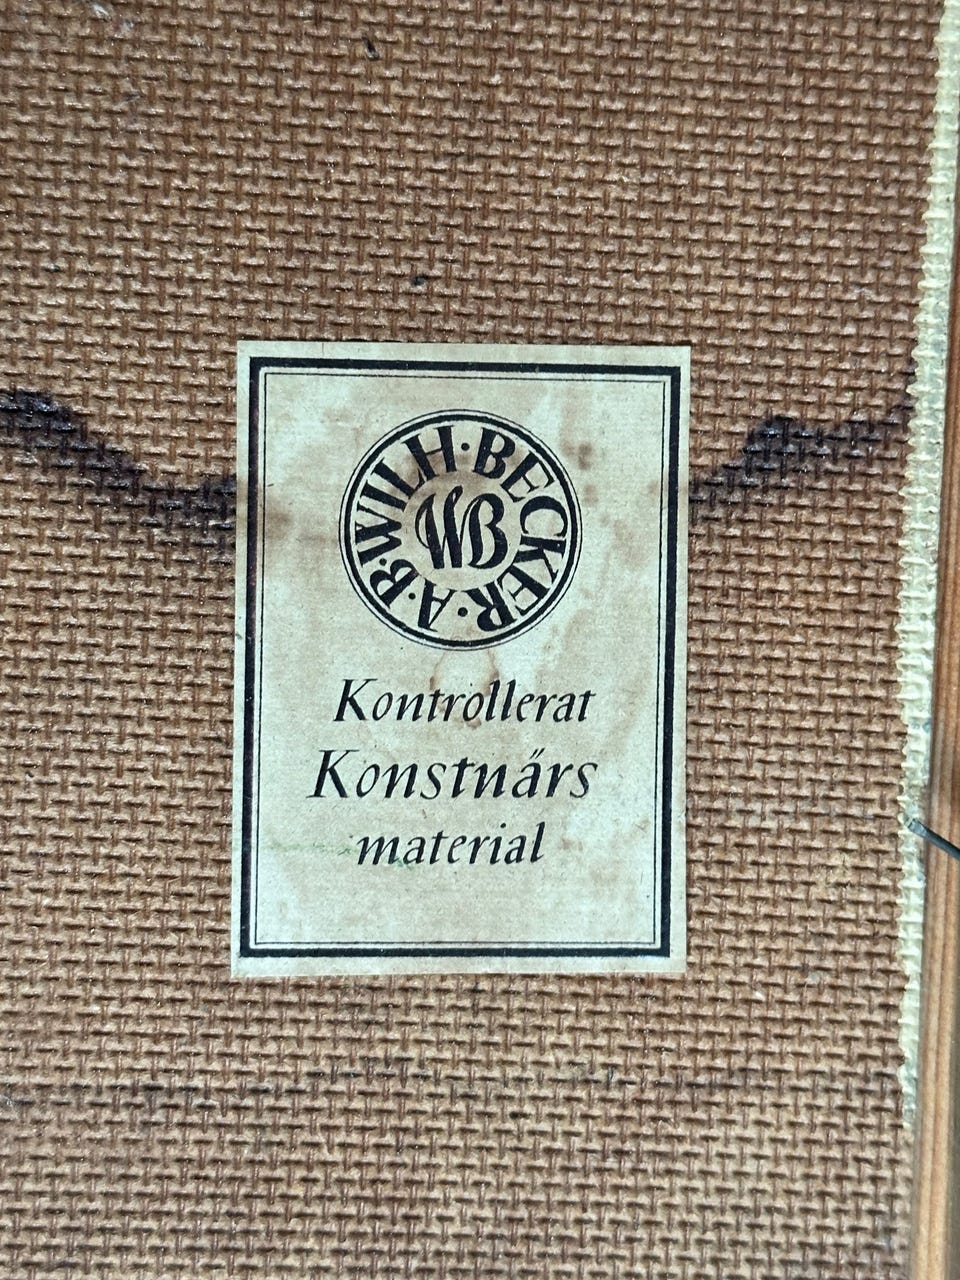 A·B·WILH·BECKER·
WB
Kontrollerat
Konstnärs
material